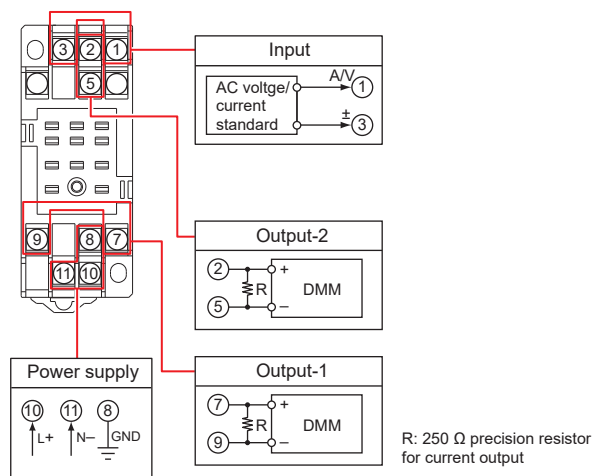 3 2 1
5
9 8 7
11 10
Input
AC voltge/
current
standard
A/V 1
± 3
Output-2
2 +
R DMM
5 –
Power supply
10 11 8
L+ N– GND
Output-1
7 +
R DMM
9 –
R: 250 Ω precision resistor
for current output